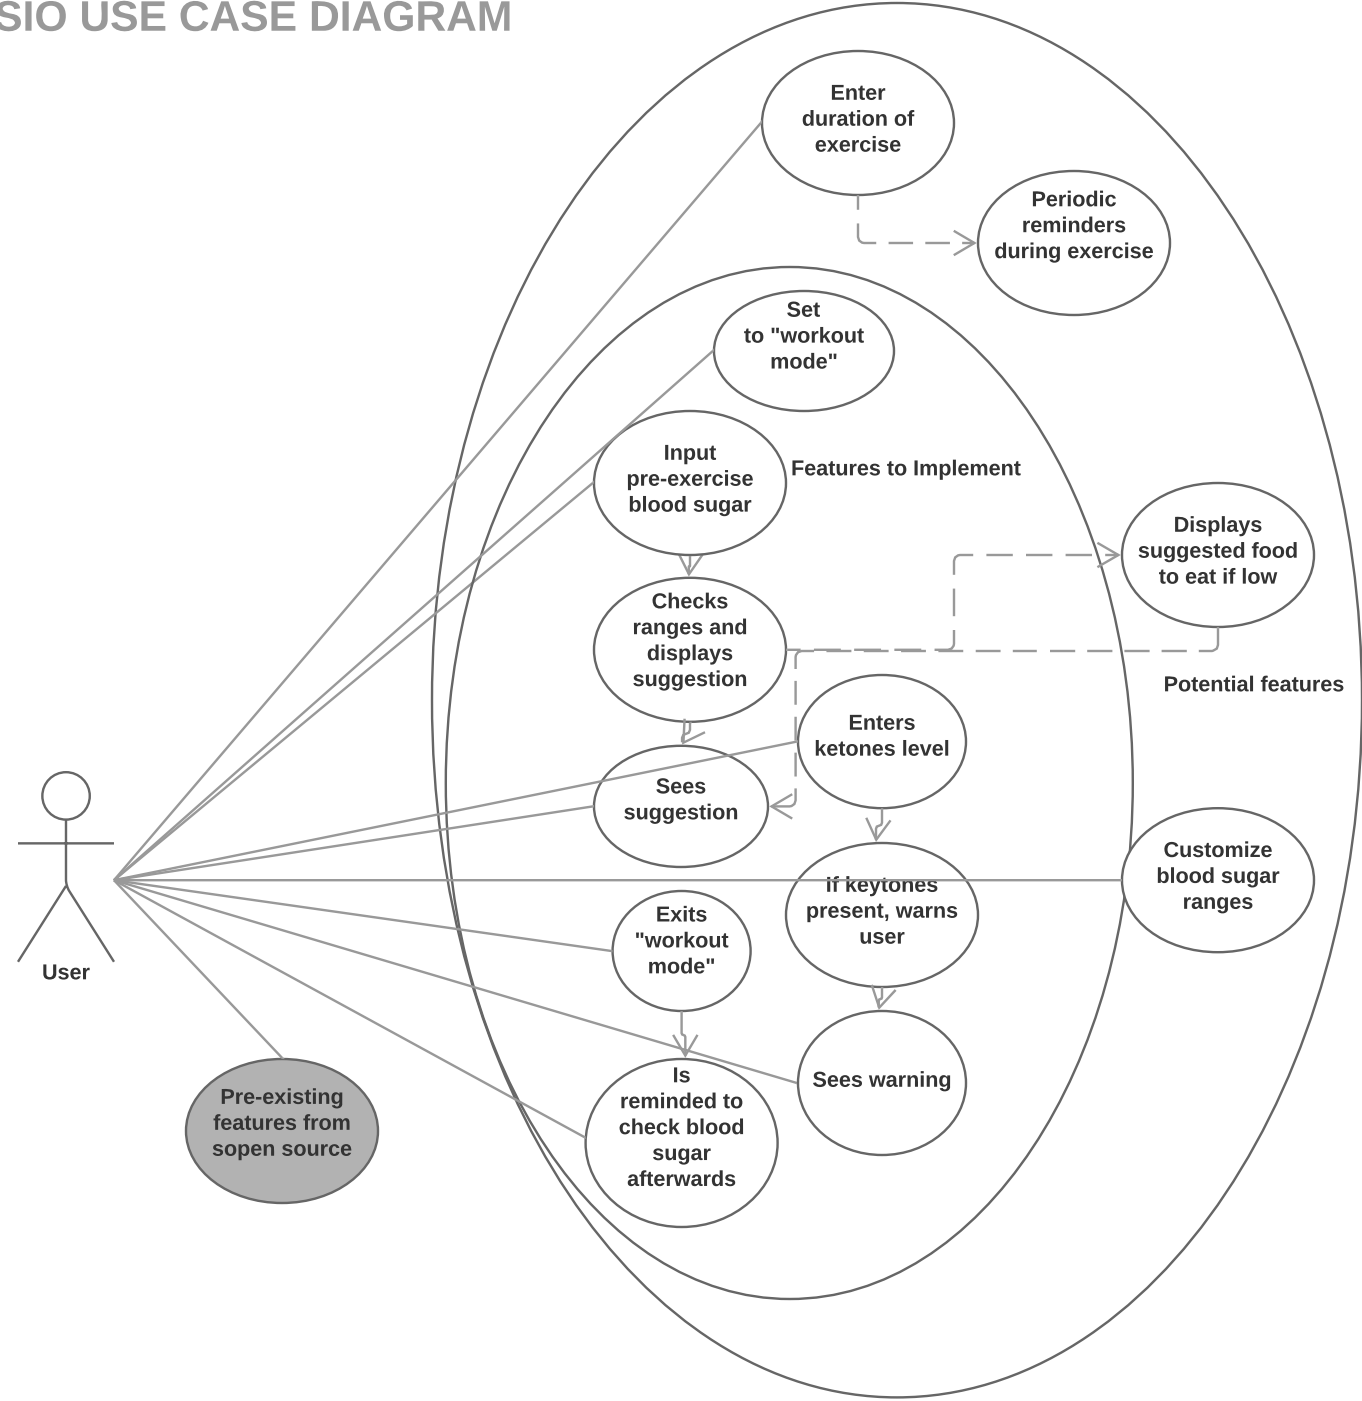 SIO USE CASE DIAGRAM
Enter
duration of
exercise
Periodic
reminders
during exercise
Set
to "workout
mode"
Input
pre-exercise
blood sugar
Features to Implement
Displays
suggested food
to eat if low
Checks
ranges and
displays
suggestion
Potential features
Enters
ketones level
Sees
suggestion
Customize
blood sugar
ranges
If keytones
present, warns
user
Exits
"workout
mode"
User
Is
reminded to
check blood
sugar
afterwards
Sees warning
Pre-existing
features from
sopen source